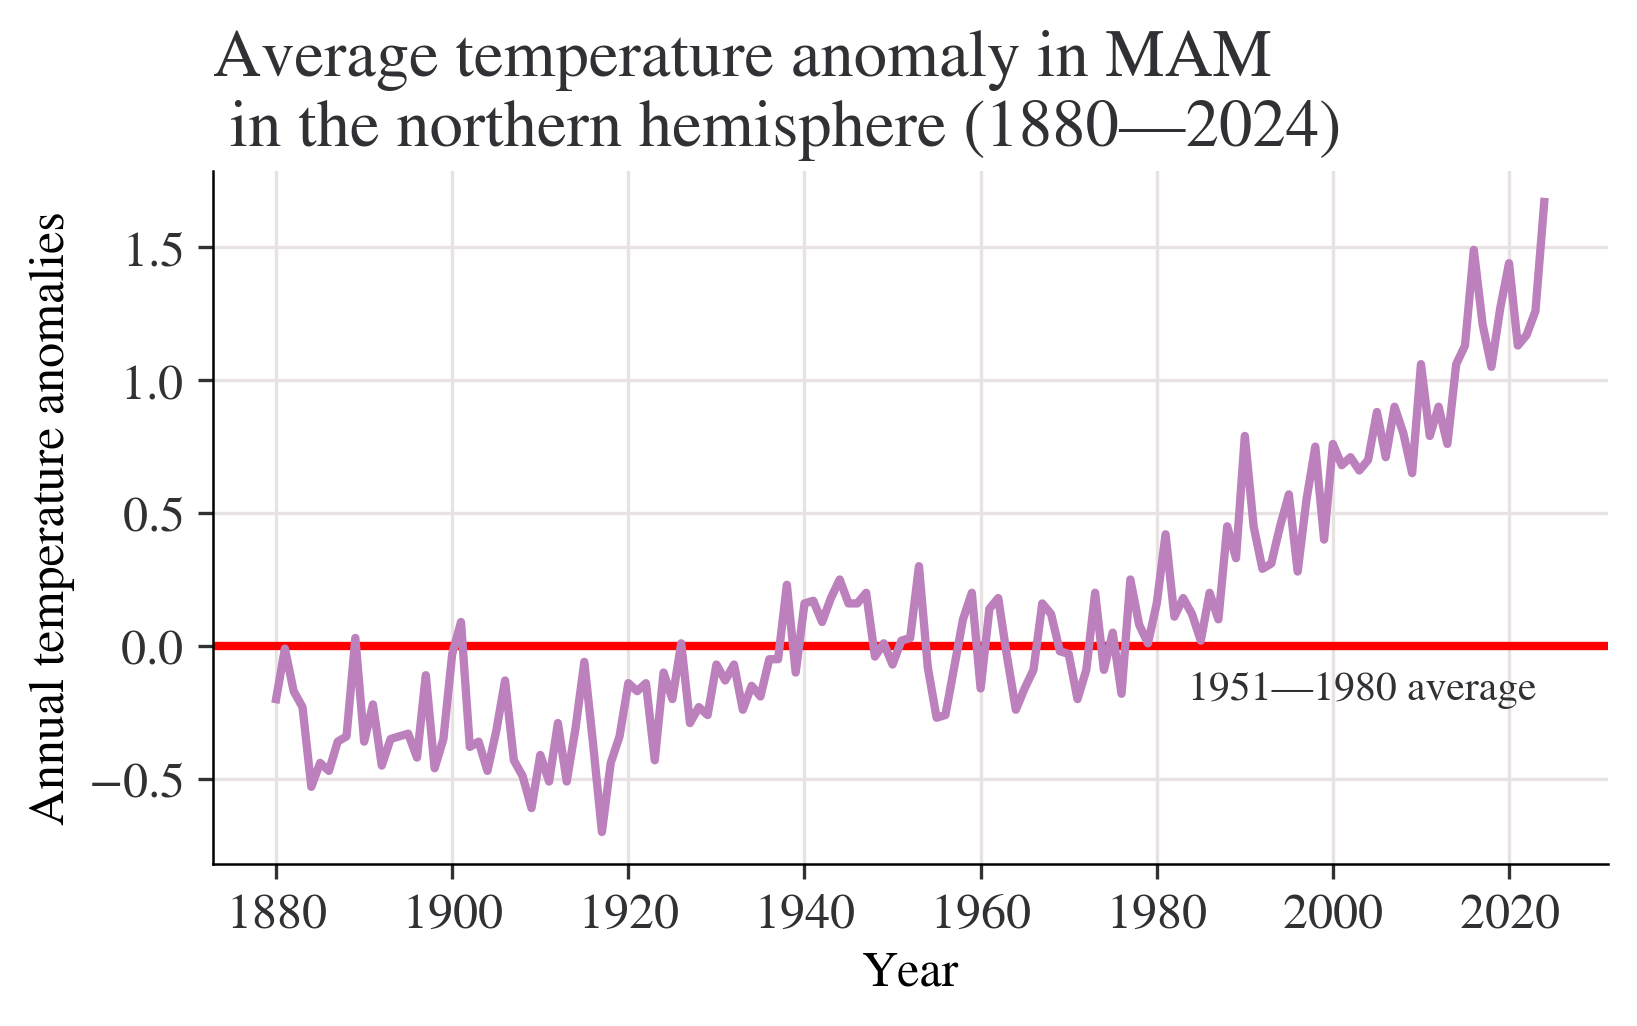 Average temperature anomaly in MAM
in the northern hemisphere (1880—2024)
Annual temperature anomalies
1.5
1.0
0.5
0.0
−0.5
1951—1980 average
1880 1900 1920 1940 1960 1980 2000 2020
Year